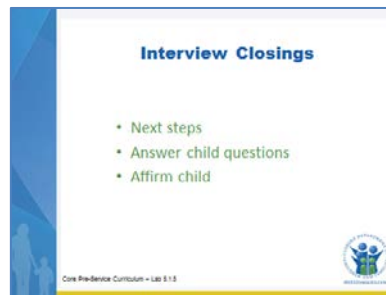 Interview Closings
• Next steps
• Answer child questions
• Affirm child
Core Pre-Service Curriculum – Lab 5.1.5